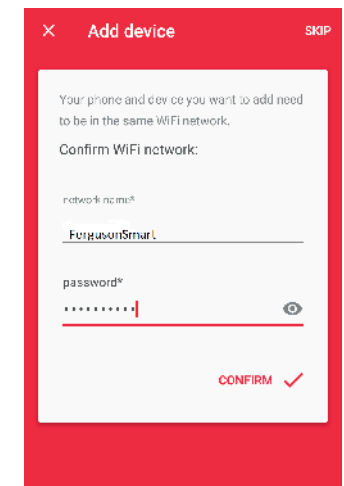 Add device
SKIP
Your phone and device you want to add need
to be in the same WiFi network.
Confirm WiFi network:
network name*
FergusonSmart
password*
••••••••••
CONFIRM